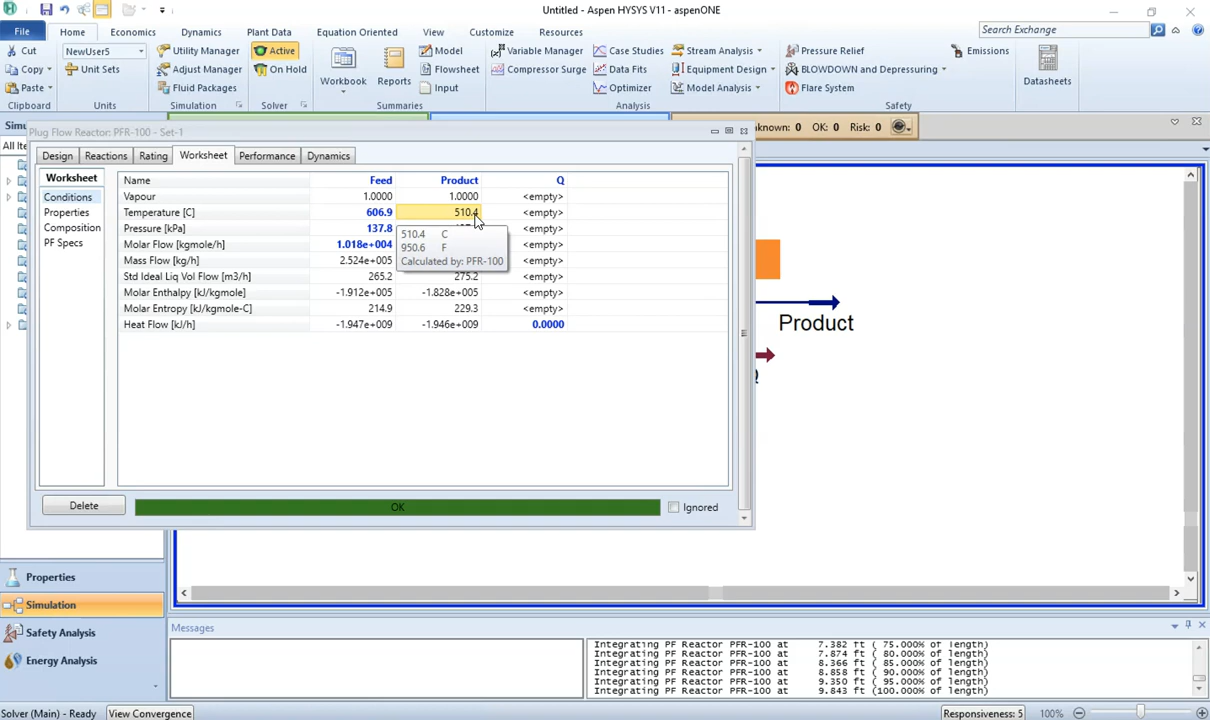 Untitled - Aspen HYSYS V11 - aspenONE
File Home Economics Dynamics Plant Data Equation Oriented View Customize Resources Search Exchange
Cut NewUser5 Utility Manager Active Model Flowsheet Input Variable Manager Case Studies Stream Analysis Pressure Relief Emissions
Copy Unit Sets Adjust Manager On Hold Workbook Reports Compressor Surge Data Fits Equipment Design BLOWDOWN and Depressuring Datasheets
Paste Fluid Packages Optimizer Model Analysis Flare System
Clipboard Units Simulation Solver Summaries Analysis Safety
Simu
Plug Flow Reactor: PFR-100 - Set-1
known: 0 OK: 0 Risk: 0
All Ite
Design Reactions Rating Worksheet Performance Dynamics
Worksheet
Conditions
Properties
Composition
PF Specs
Name Feed Product Q
Vapour 1.0000 1.0000 <empty>
Temperature [C] 606.9 510.4 <empty>
Pressure [kPa] 137.8 <empty>
Molar Flow [kgmole/h] 1.018e+004 <empty>
Mass Flow [kg/h] 2.524e+005 <empty>
Std Ideal Liq Vol Flow [m3/h] 265.2 275.2 <empty>
Molar Enthalpy [kJ/kgmole] -1.912e+005 -1.828e+005 <empty>
Molar Entropy [kJ/kgmole-C] 214.9 229.3 <empty>
Heat Flow [kJ/h] -1.947e+009 -1.946e+009 0.0000
510.4 C
950.6 F
Calculated by: PFR-100
Delete OK Ignored
Product
Properties
Simulation
Safety Analysis
Energy Analysis
Messages
Integrating PF Reactor PFR-100 at 7.382 ft ( 75.000% of length)
Integrating PF Reactor PFR-100 at 7.874 ft ( 80.000% of length)
Integrating PF Reactor PFR-100 at 8.366 ft ( 85.000% of length)
Integrating PF Reactor PFR-100 at 8.858 ft ( 90.000% of length)
Integrating PF Reactor PFR-100 at 9.350 ft ( 95.000% of length)
Integrating PF Reactor PFR-100 at 9.843 ft (100.000% of length)
Solver (Main) - Ready View Convergence Responsiveness: 5 100%